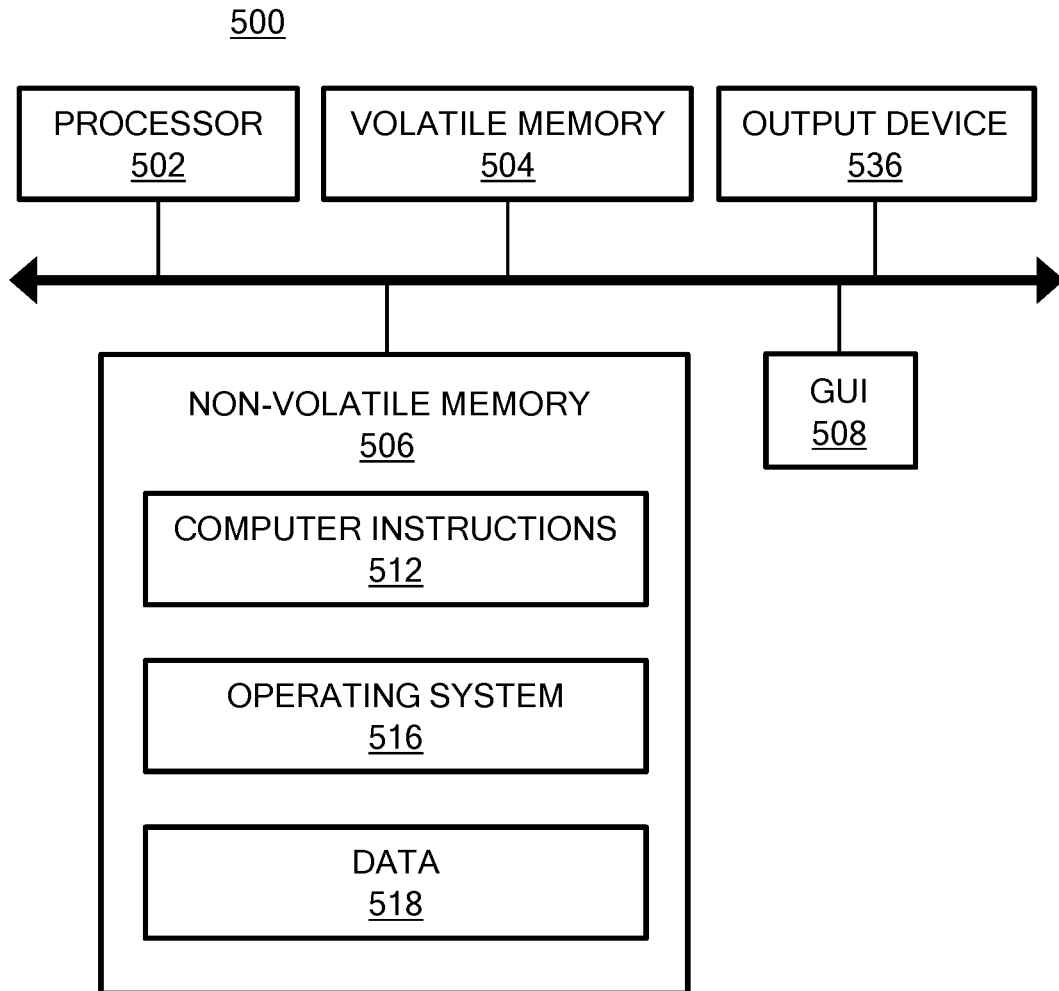 500
PROCESSOR
502
VOLATILE MEMORY
504
OUTPUT DEVICE
536
NON-VOLATILE MEMORY
506
GUI
508
COMPUTER INSTRUCTIONS
512
OPERATING SYSTEM
516
DATA
518